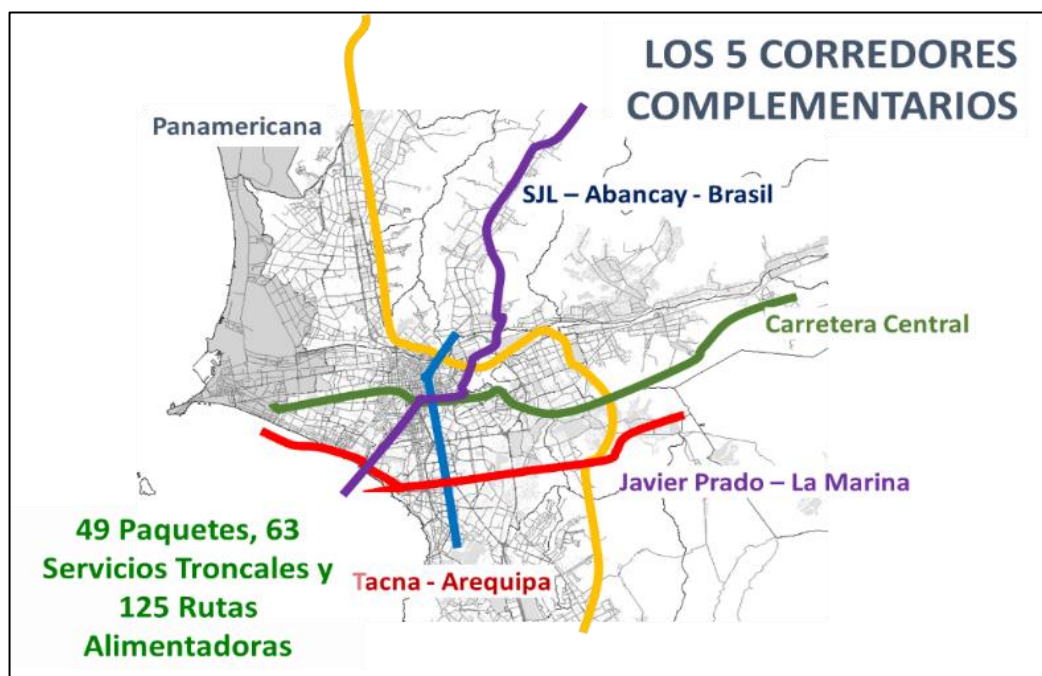 LOS 5 CORREDORES
COMPLEMENTARIOS
Panamericana
SJL – Abancay - Brasil
Carretera Central
Javier Prado – La Marina
49 Paquetes, 63
Servicios Troncales y
125 Rutas
Alimentadoras
Tacna - Arequipa